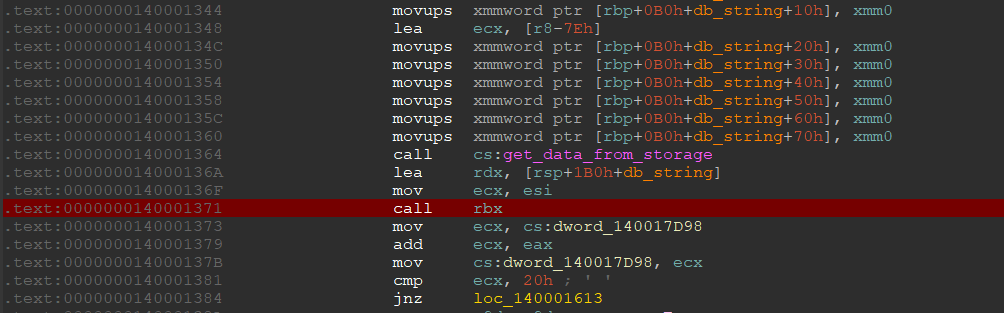 .text:0000000140001344 movups xmmword ptr [rbp+0B0h+db_string+10h], xmm0
.text:0000000140001348 lea ecx, [r8-7Eh]
.text:000000014000134C movups xmmword ptr [rbp+0B0h+db_string+20h], xmm0
.text:0000000140001350 movups xmmword ptr [rbp+0B0h+db_string+30h], xmm0
.text:0000000140001354 movups xmmword ptr [rbp+0B0h+db_string+40h], xmm0
.text:0000000140001358 movups xmmword ptr [rbp+0B0h+db_string+50h], xmm0
.text:000000014000135C movups xmmword ptr [rbp+0B0h+db_string+60h], xmm0
.text:0000000140001360 movups xmmword ptr [rbp+0B0h+db_string+70h], xmm0
.text:0000000140001364 call cs:get_data_from_storage
.text:000000014000136A lea rdx, [rsp+1B0h+db_string]
.text:000000014000136F mov ecx, esi
.text:0000000140001371 call rbx
.text:0000000140001373 mov ecx, cs:dword_140017D98
.text:0000000140001379 add ecx, eax
.text:000000014000137B mov cs:dword_140017D98, ecx
.text:0000000140001381 cmp ecx, 20h ; ' '
.text:0000000140001384 jnz loc_140001613